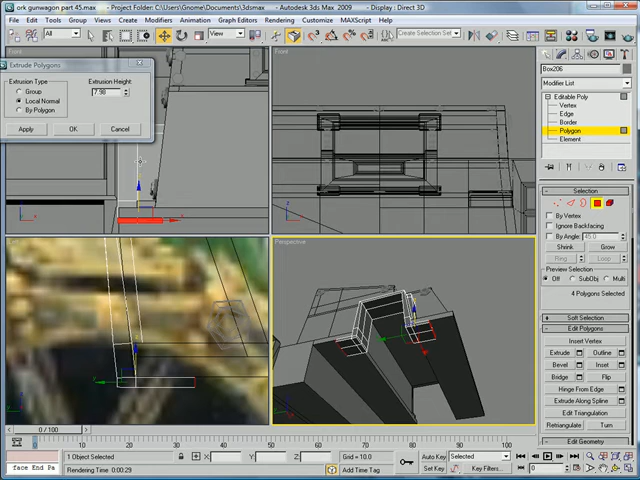 ork gunwagon part 45.max - C:\Users\Gnome\Documents\3dsmax - Autodesk 3ds Max 2009 - Display : Direct 3D
File Edit Tools Group Views Create Modifiers Animation Graph Editors Rendering Customize MAXScript Help
All
View
Create Selection Set
Extrude Polygons
Extrusion Type
Group
Local Normal
By Polygon
Extrusion Height:
7.98
Apply OK Cancel
Front
Left
Perspective
Box206
Modifier List
Editable Poly
Vertex
Edge
Border
Polygon
Element
Selection
By Vertex
Ignore Backfacing
By Angle: 45.0
Shrink Grow
Ring Loop
Preview Selection
Off SubObj Multi
4 Polygons Selected
Soft Selection
Edit Polygons
Insert Vertex
Extrude Outline
Bevel Inset
Bridge Flip
Hinge From Edge
Extrude Along Spline
Edit Triangulation
Retriangulate Turn
Edit Geometry
0 / 100
0 10 20 30 40 50 60 70 80 90 100
1 Object Selected
X: Y: Z:
Grid = 10.0
Auto Key Selected
face End Pa
Rendering Time 0:00:29
Add Time Tag
Set Key
Key Filters...
0